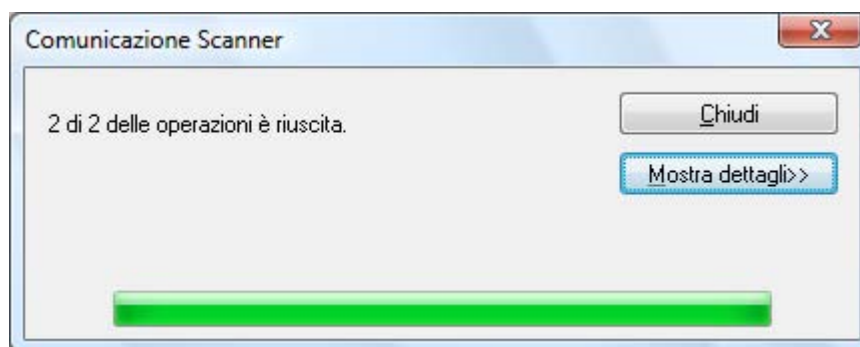 Comunicazione Scanner
2 di 2 delle operazioni è riuscita.
Chiudi
Mostra dettagli>>